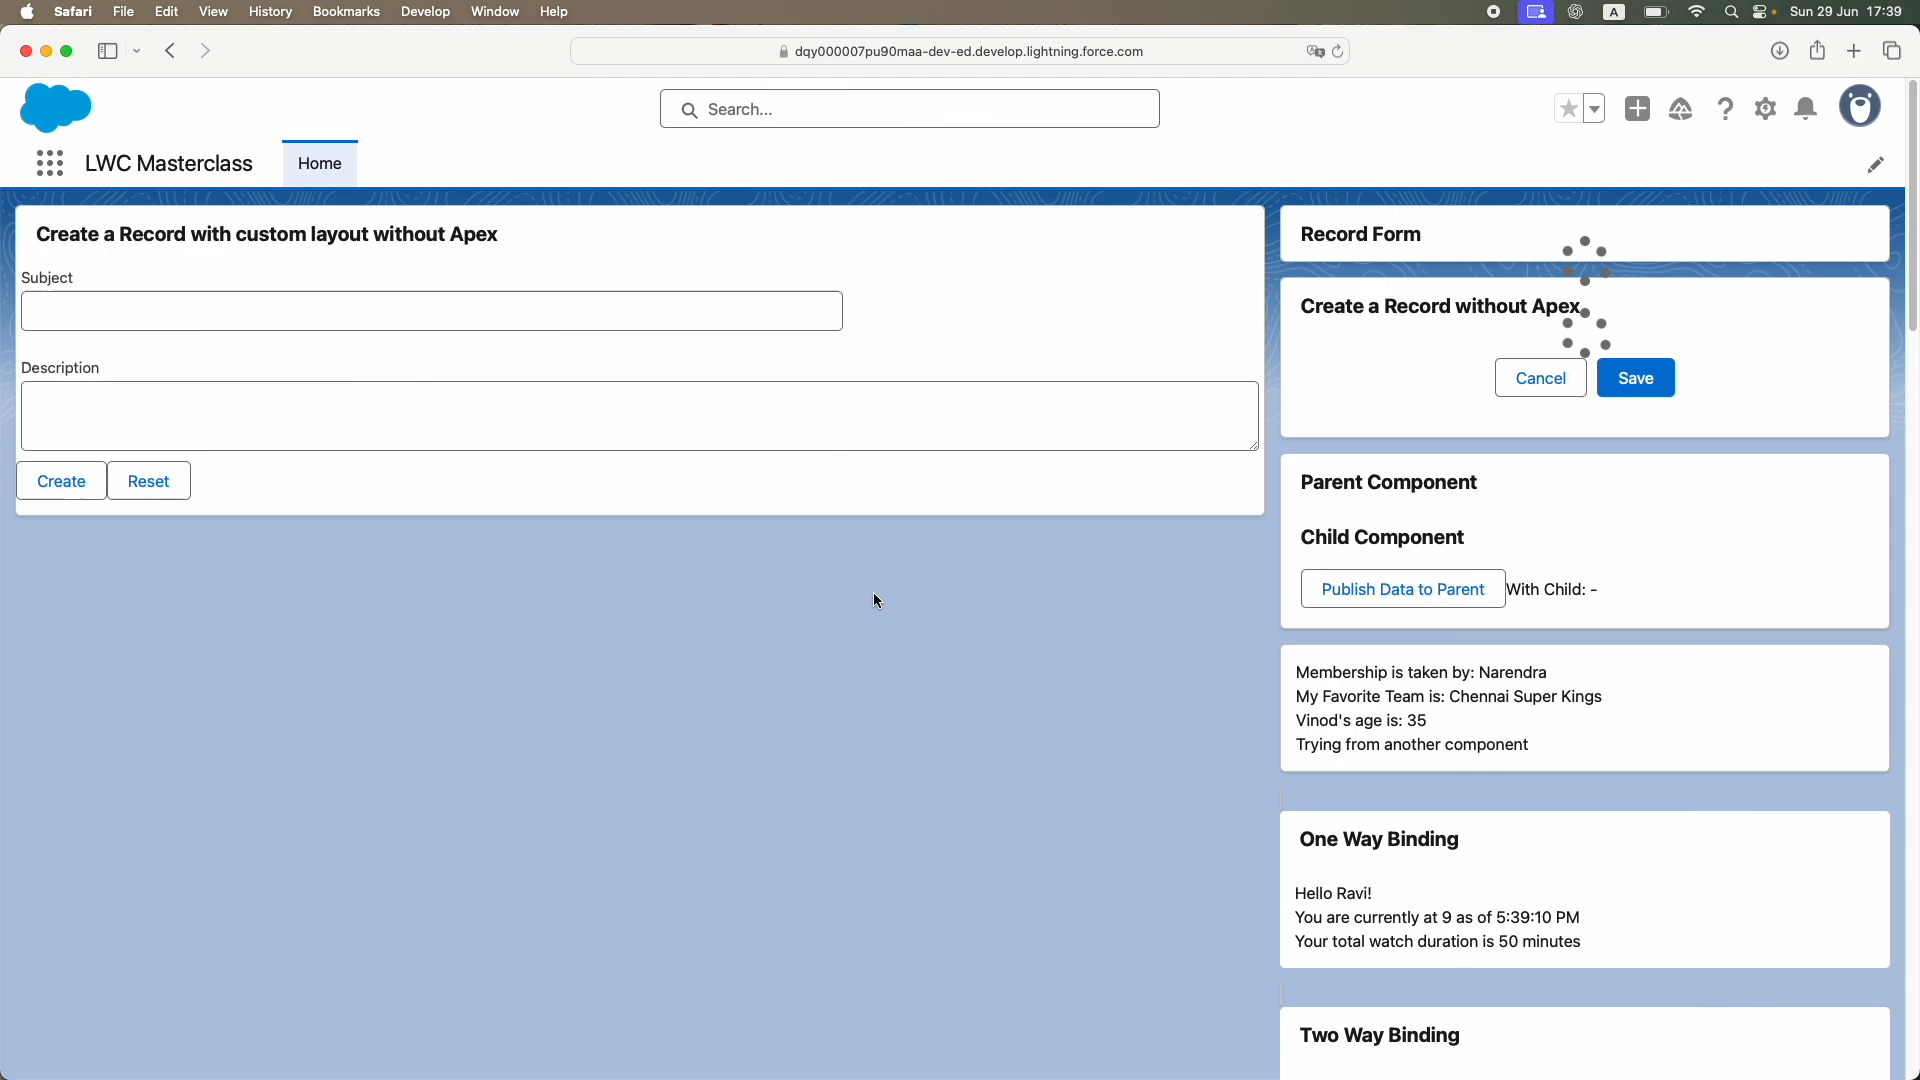 Safari File Edit View History Bookmarks Develop Window Help A Sun 29 Jun 17:39
dqy000007pu90maa-dev-ed.develop.lightning.force.com
Search...
LWC Masterclass Home
Create a Record with custom layout without Apex
Subject
Description
Create Reset
Record Form
Create a Record without Apex
Cancel Save
Parent Component
Child Component
Publish Data to Parent With Child: -
Membership is taken by: Narendra
My Favorite Team is: Chennai Super Kings
Vinod's age is: 35
Trying from another component
One Way Binding
Hello Ravi!
You are currently at 9 as of 5:39:10 PM
Your total watch duration is 50 minutes
Two Way Binding